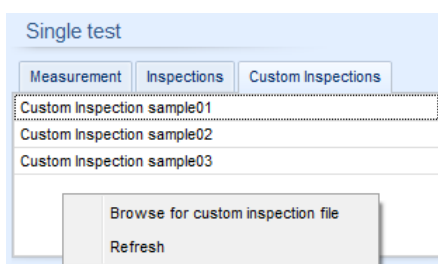 Single test
Measurement Inspections Custom Inspections
Custom Inspection sample01
Custom Inspection sample02
Custom Inspection sample03
Browse for custom inspection file
Refresh